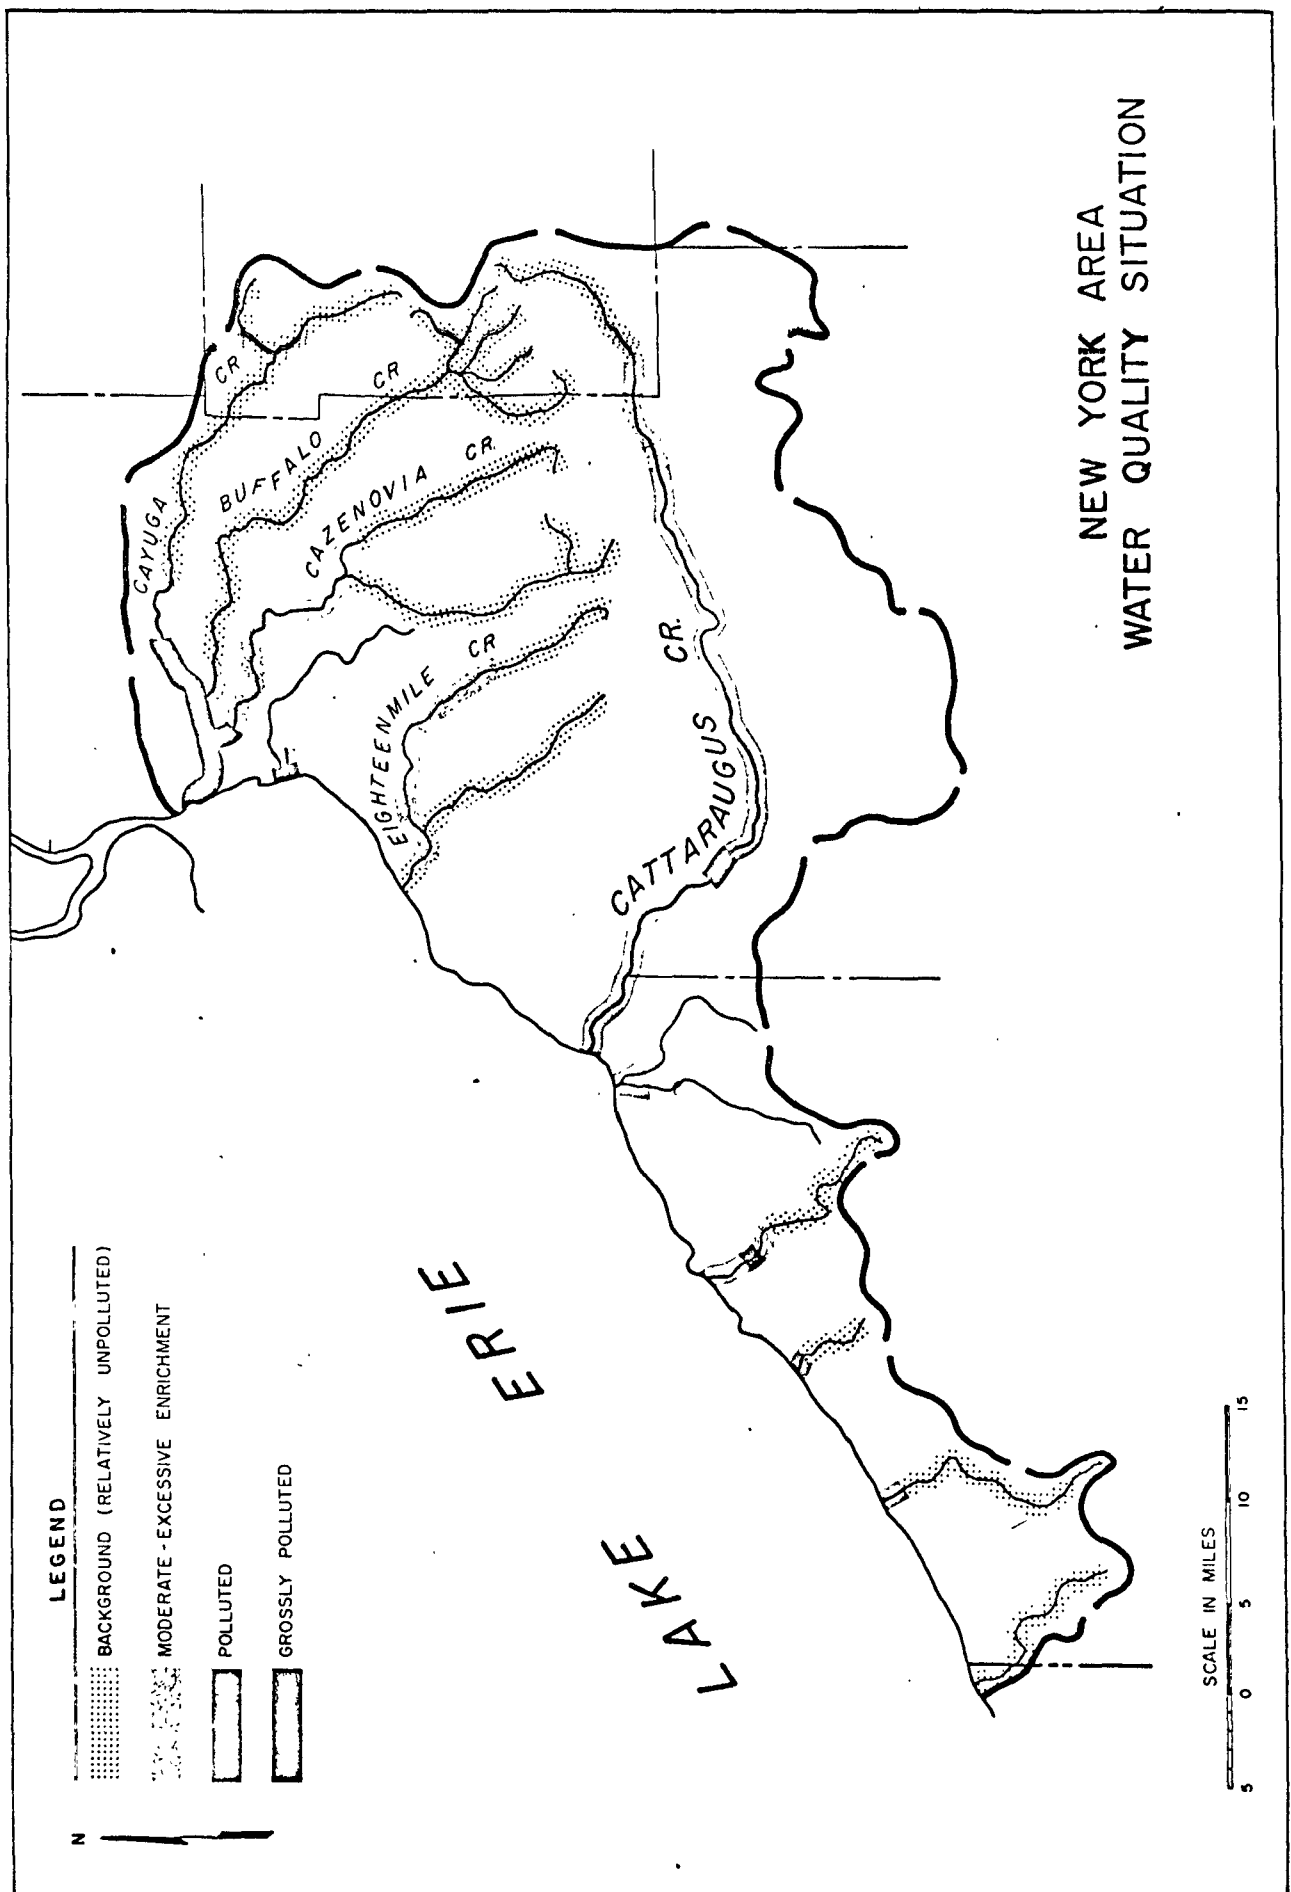 LEGEND
BACKGROUND (RELATIVELY UNPOLLUTED)
MODERATE-EXCESSIVE ENRICHMENT
POLLUTED
GROSSLY POLLUTED
N
CAYUGA CR
BUFFALO CR
CAZENOVIA CR.
EIGHTEENMILE CR
CATTARAUGUS CR.
LAKE ERIE
NEW YORK AREA
WATER QUALITY SITUATION
SCALE IN MILES
5 0 5 10 15